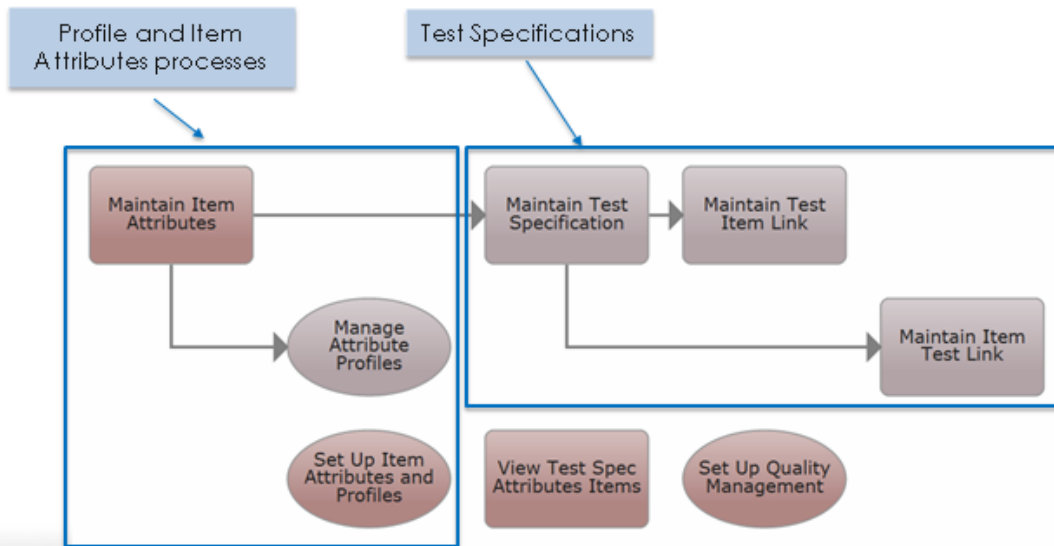 Profile and Item
Attributes processes
Test Specifications
Maintain Item
Attributes
Maintain Test
Specification
Maintain Test
Item Link
Manage
Attribute
Profiles
Maintain Item
Test Link
Set Up Item
Attributes and
Profiles
View Test Spec
Attributes Items
Set Up Quality
Management